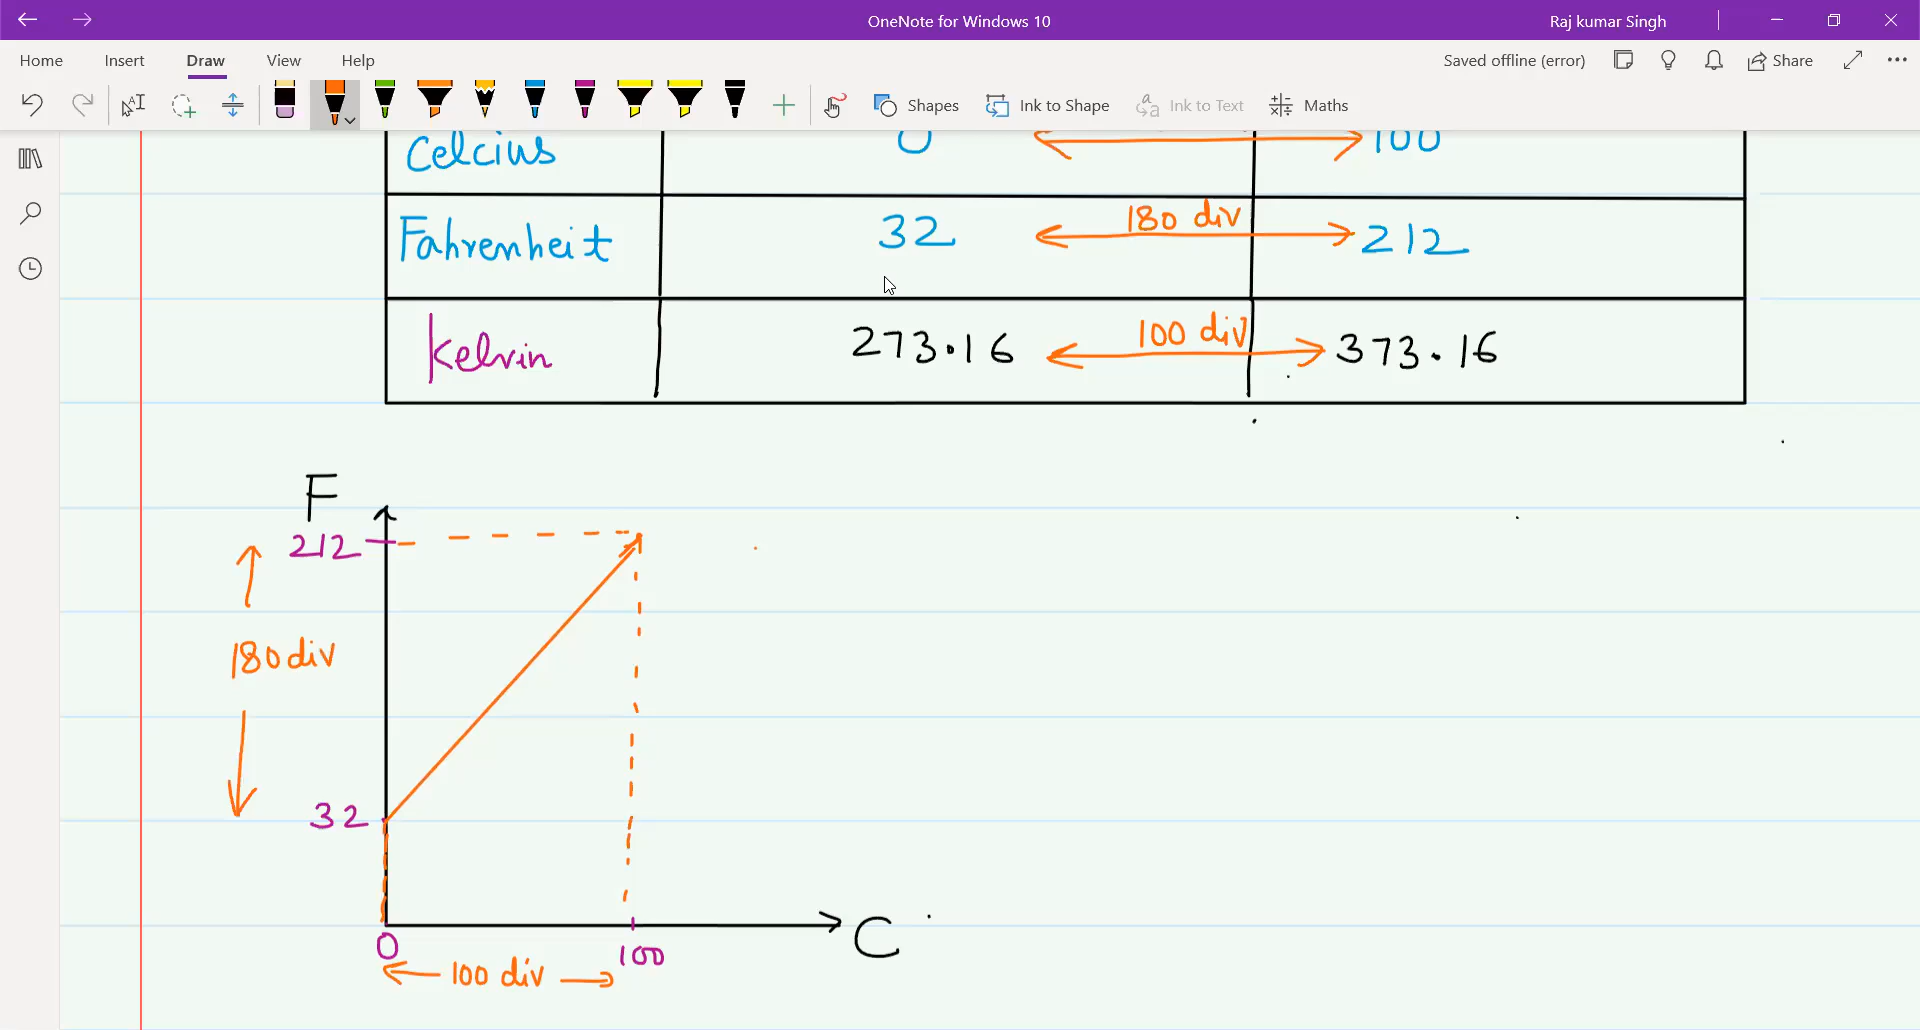 OneNote for Windows 10
Raj kumar Singh
Home Insert Draw View Help
Saved offline (error) Share
Shapes Ink to Shape Ink to Text Maths
Celcius 0 100
Fahrenheit 32 180 div 212
Kelvin 273.16 100 div 373.16
F
212
180 div
32
0 100 C
100 div